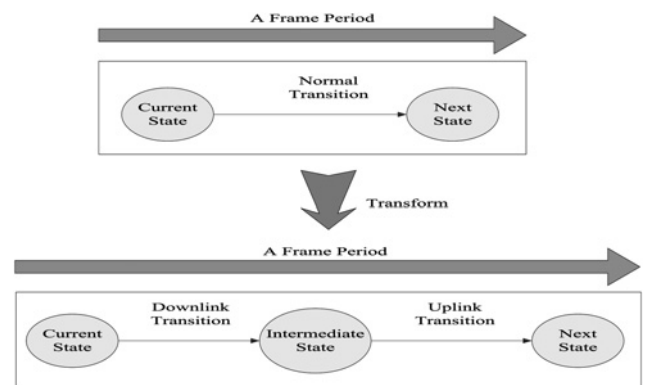 A Frame Period
Normal
Transition
Current
State
Next
State
Transform
A Frame Period
Downlink
Transition
Uplink
Transition
Current
State
Intermediate
State
Next
State